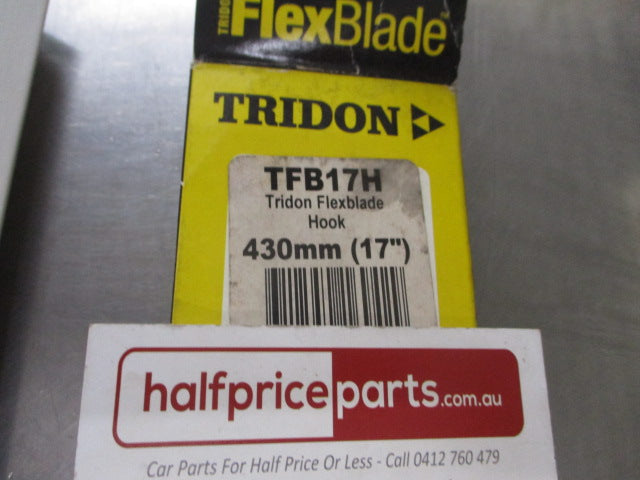 TRIDON
FlexBlade
TRIDON
TFB17H
Tridon Flexblade
Hook
430mm (17")
halfpriceparts.com.au
Car Parts For Half Price Or Less - Call 0412 760 479